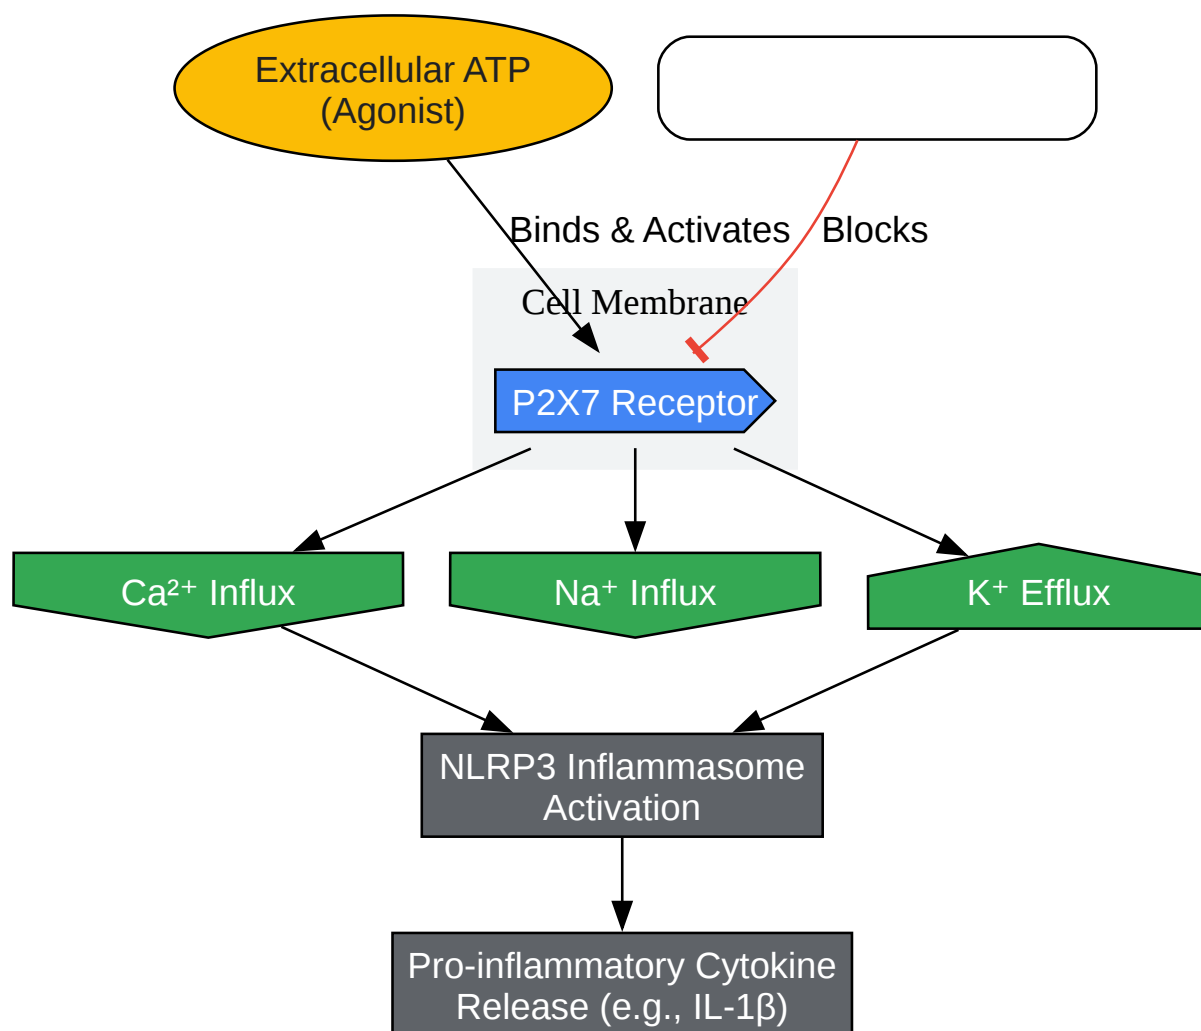 Extracellular ATP
(Agonist)
Binds & Activates
Blocks
Cell Membrane
P2X7 Receptor
Ca²⁺ Influx
Na⁺ Influx
K⁺ Efflux
NLRP3 Inflammasome
Activation
Pro-inflammatory Cytokine
Release (e.g., IL-1β)